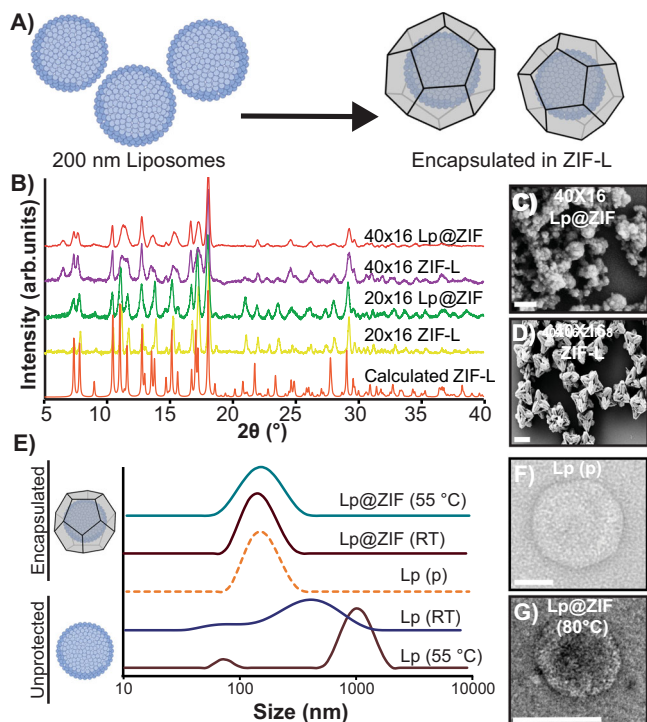 A)
200 nm Liposomes
Encapsulated in ZIF-L
B)
Intensity (arb.units)
40x16 Lp@ZIF
40x16 ZIF-L
20x16 Lp@ZIF
20x16 ZIF-L
Calculated ZIF-L
5 10 15 20 25 30 35 40
2θ (°)
C)
40X16
Lp@ZIF
D)
ZIF-L
E)
Encapsulated
Unprotected
Lp@ZIF (55 °C)
Lp@ZIF (RT)
Lp (p)
Lp (RT)
Lp (55 °C)
10 100 1000 10000
Size (nm)
F)
Lp (p)
G)
Lp@ZIF
(80°C)